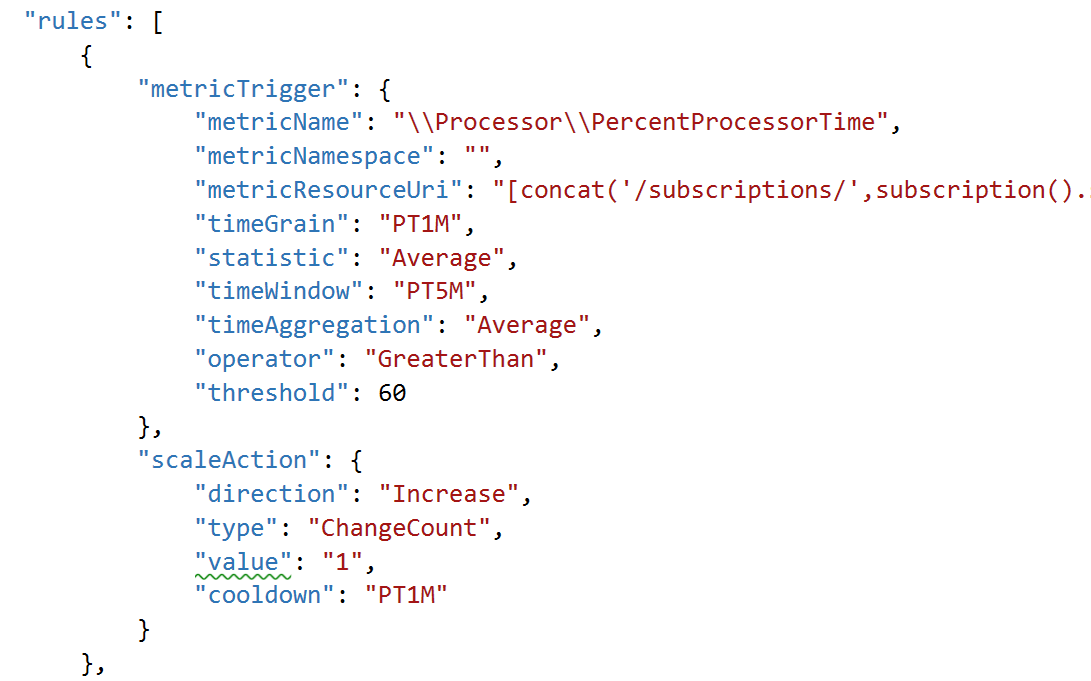 "rules": [
{
"metricTrigger": {
"metricName": "\\Processor\\PercentProcessorTime",
"metricNamespace": "",
"metricResourceUri": "[concat('/subscriptions/',subscription().
"timeGrain": "PT1M",
"statistic": "Average",
"timeWindow": "PT5M",
"timeAggregation": "Average",
"operator": "GreaterThan",
"threshold": 60
},
"scaleAction": {
"direction": "Increase",
"type": "ChangeCount",
"value": "1",
"cooldown": "PT1M"
}
},